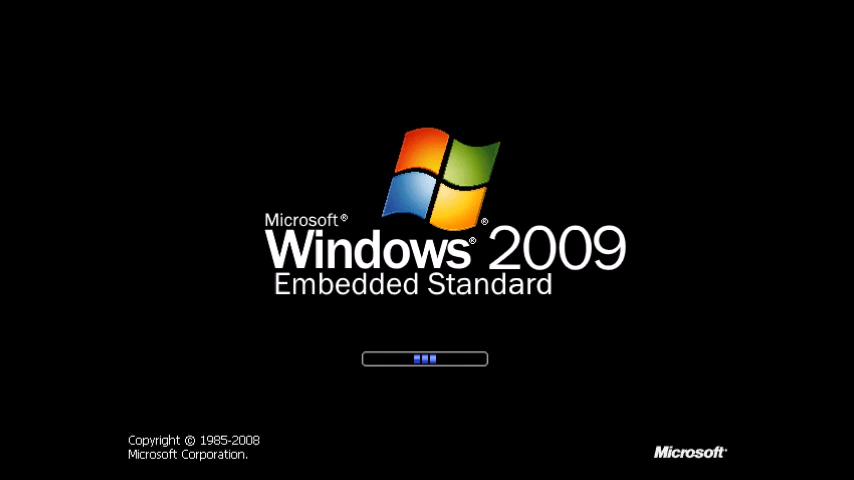 Microsoft®
Windows® 2009
Embedded Standard
Copyright © 1985-2008
Microsoft Corporation.
Microsoft®